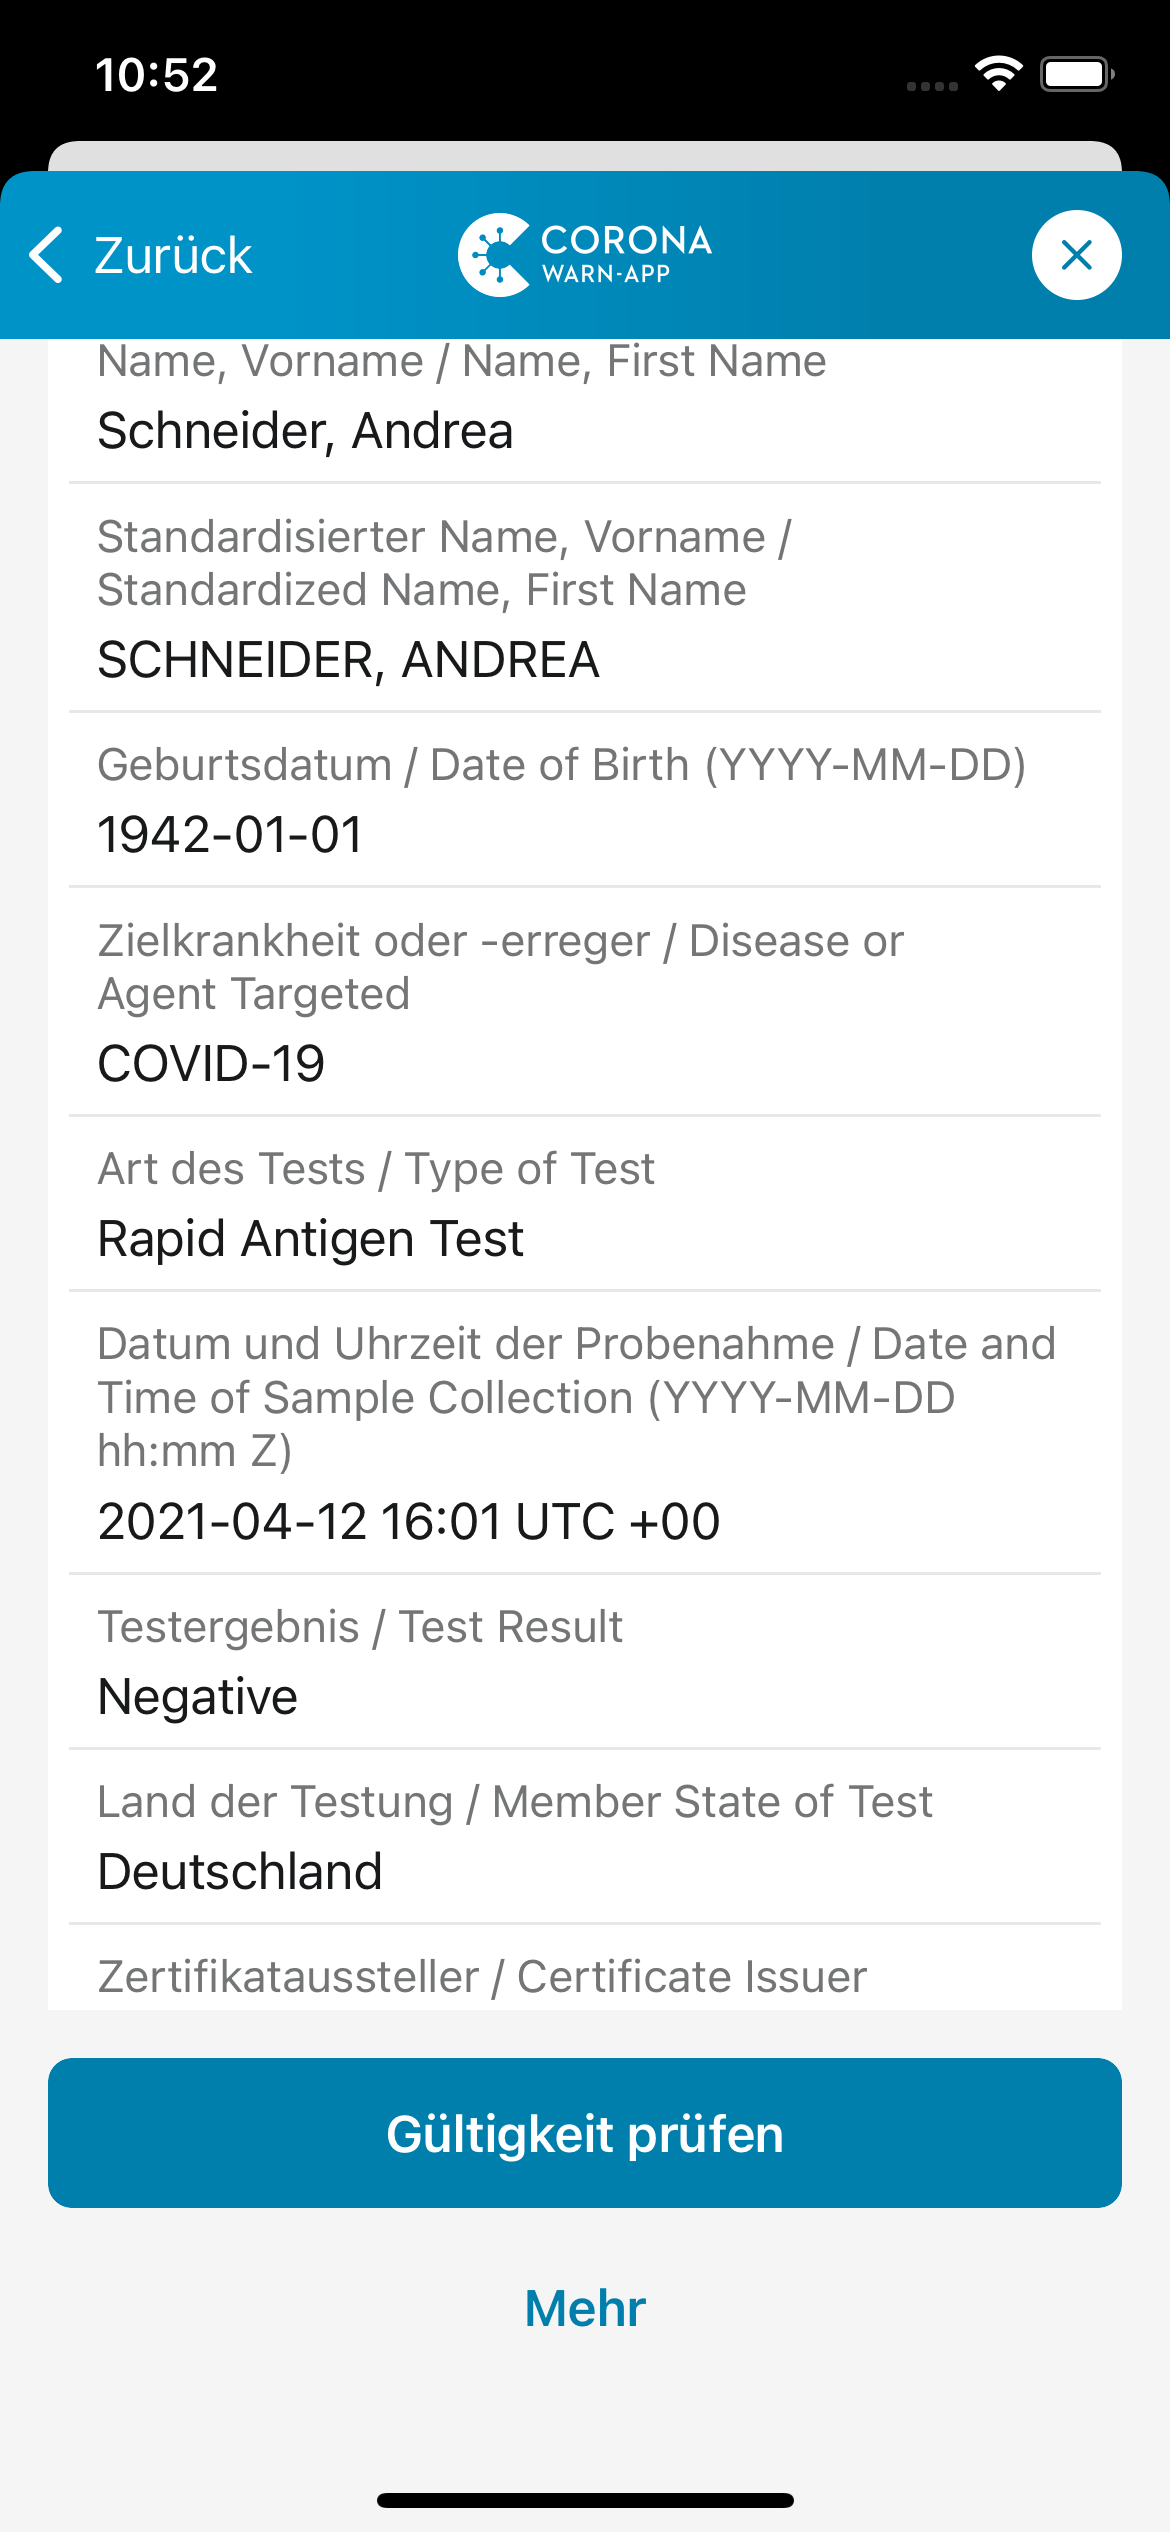 10:52
Zurück
CORONA
WARN-APP
Name, Vorname / Name, First Name
Schneider, Andrea
Standardisierter Name, Vorname /
Standardized Name, First Name
SCHNEIDER, ANDREA
Geburtsdatum / Date of Birth (YYYY-MM-DD)
1942-01-01
Zielkrankheit oder -erreger / Disease or
Agent Targeted
COVID-19
Art des Tests / Type of Test
Rapid Antigen Test
Datum und Uhrzeit der Probenahme / Date and
Time of Sample Collection (YYYY-MM-DD
hh:mm Z)
2021-04-12 16:01 UTC +00
Testergebnis / Test Result
Negative
Land der Testung / Member State of Test
Deutschland
Zertifikataussteller / Certificate Issuer
Gültigkeit prüfen
Mehr